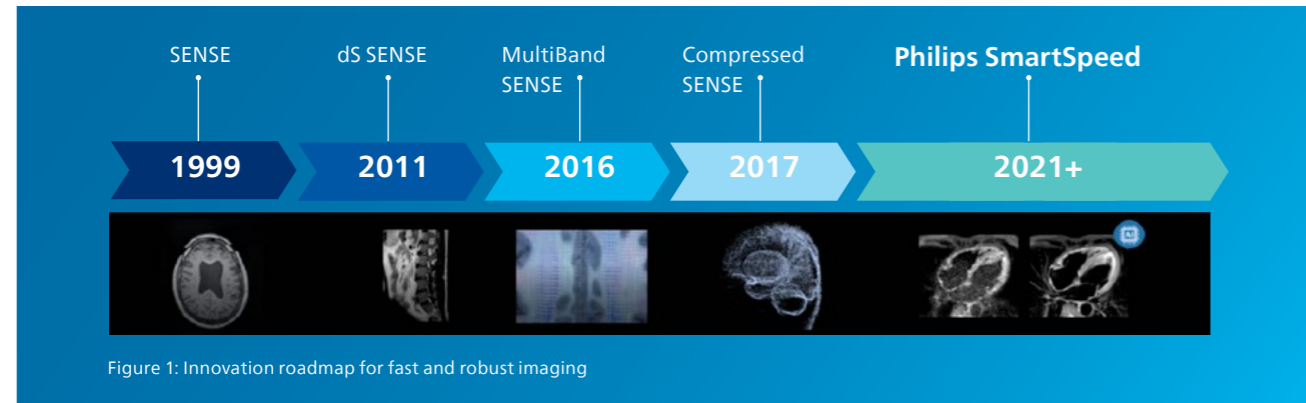 SENSE
dS SENSE
MultiBand
SENSE
Compressed
SENSE
Philips SmartSpeed
1999
2011
2016
2017
2021+
AI
Figure 1: Innovation roadmap for fast and robust imaging